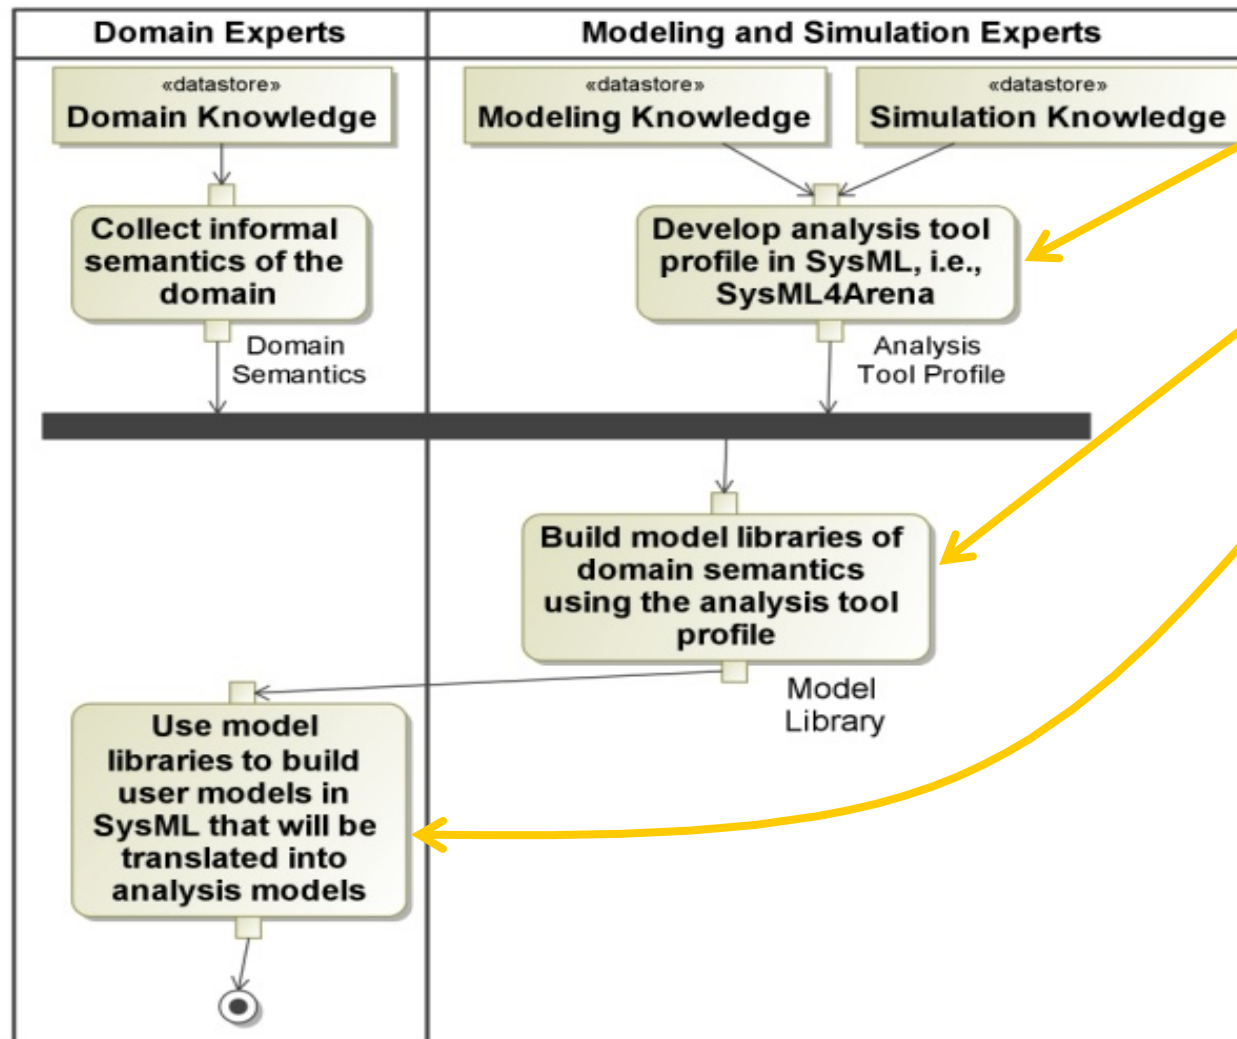 Domain Experts
Modeling and Simulation Experts
«datastore»
Domain Knowledge
«datastore»
Modeling Knowledge
«datastore»
Simulation Knowledge
Collect informal
semantics of the
domain
Develop analysis tool
profile in SysML, i.e.,
SysML4Arena
Domain
Semantics
Analysis
Tool Profile
Build model libraries of
domain semantics
using the analysis tool
profile
Model
Library
Use model
libraries to build
user models in
SysML that will be
translated into
analysis models